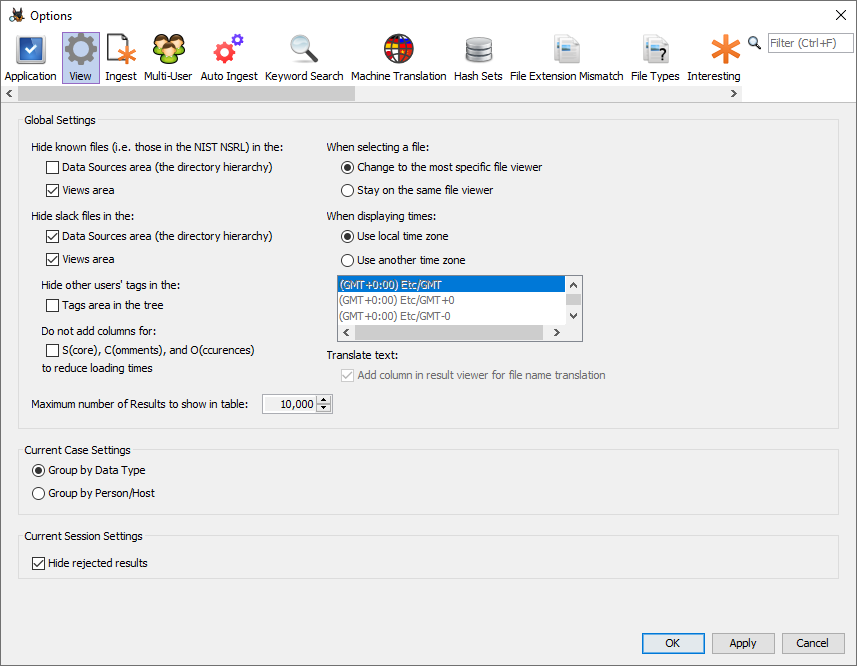 Options
Filter (Ctrl+F)
Application View Ingest Multi-User Auto Ingest Keyword Search Machine Translation Hash Sets File Extension Mismatch File Types Interesting
Global Settings
Hide known files (i.e. those in the NIST NSRL) in the:
Data Sources area (the directory hierarchy)
Views area
Hide slack files in the:
Data Sources area (the directory hierarchy)
Views area
Hide other users' tags in the:
Tags area in the tree
Do not add columns for:
S(core), C(omments), and O(ccurences)
to reduce loading times
Maximum number of Results to show in table: 10,000
When selecting a file:
Change to the most specific file viewer
Stay on the same file viewer
When displaying times:
Use local time zone
Use another time zone
(GMT+0:00) Etc/GMT
(GMT+0:00) Etc/GMT+0
(GMT+0:00) Etc/GMT-0
Translate text:
Add column in result viewer for file name translation
Current Case Settings
Group by Data Type
Group by Person/Host
Current Session Settings
Hide rejected results
OK Apply Cancel